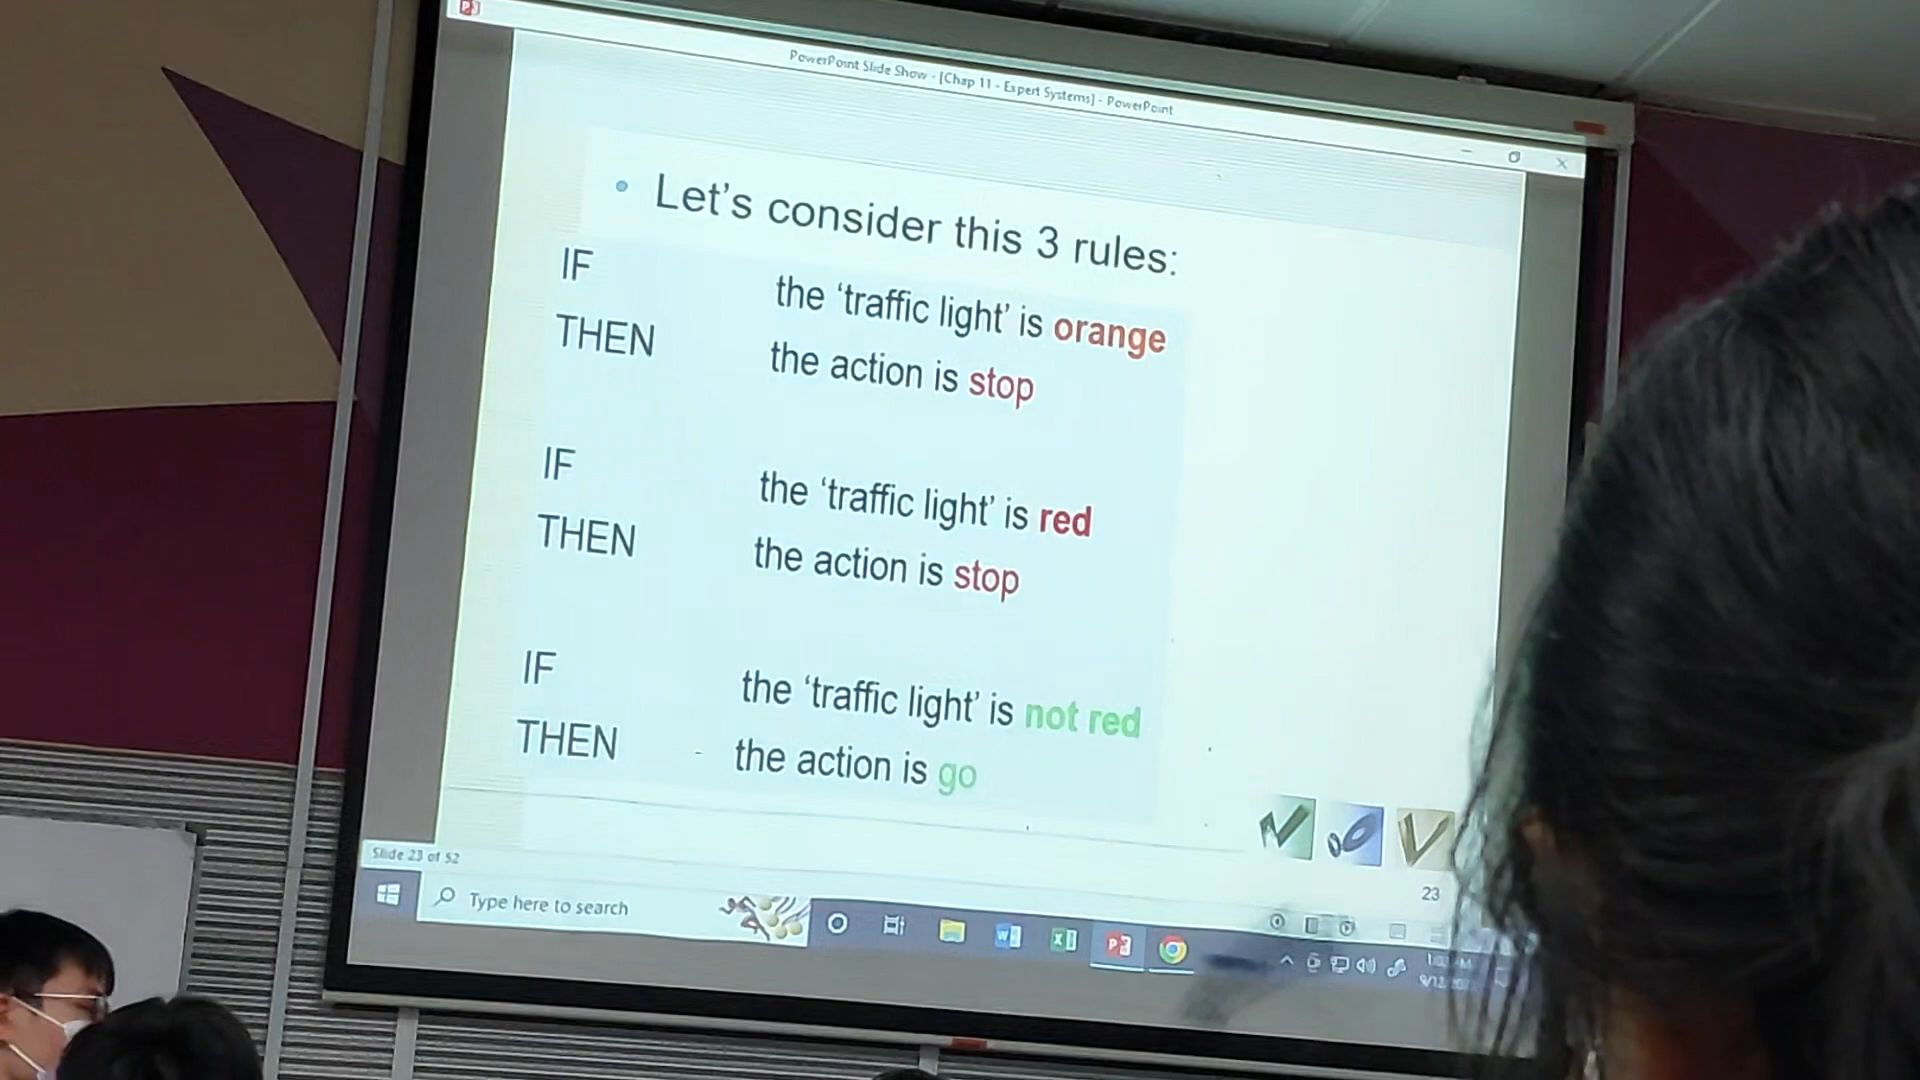 PowerPoint Slide Show - [Chap 11 - Expert Systems] - PowerPoint
• Let's consider this 3 rules:
IF the ‘traffic light’ is orange
THEN the action is stop
IF the ‘traffic light’ is red
THEN the action is stop
IF the ‘traffic light’ is not red
THEN the action is go
23
Slide 23 of 52
Type here to search